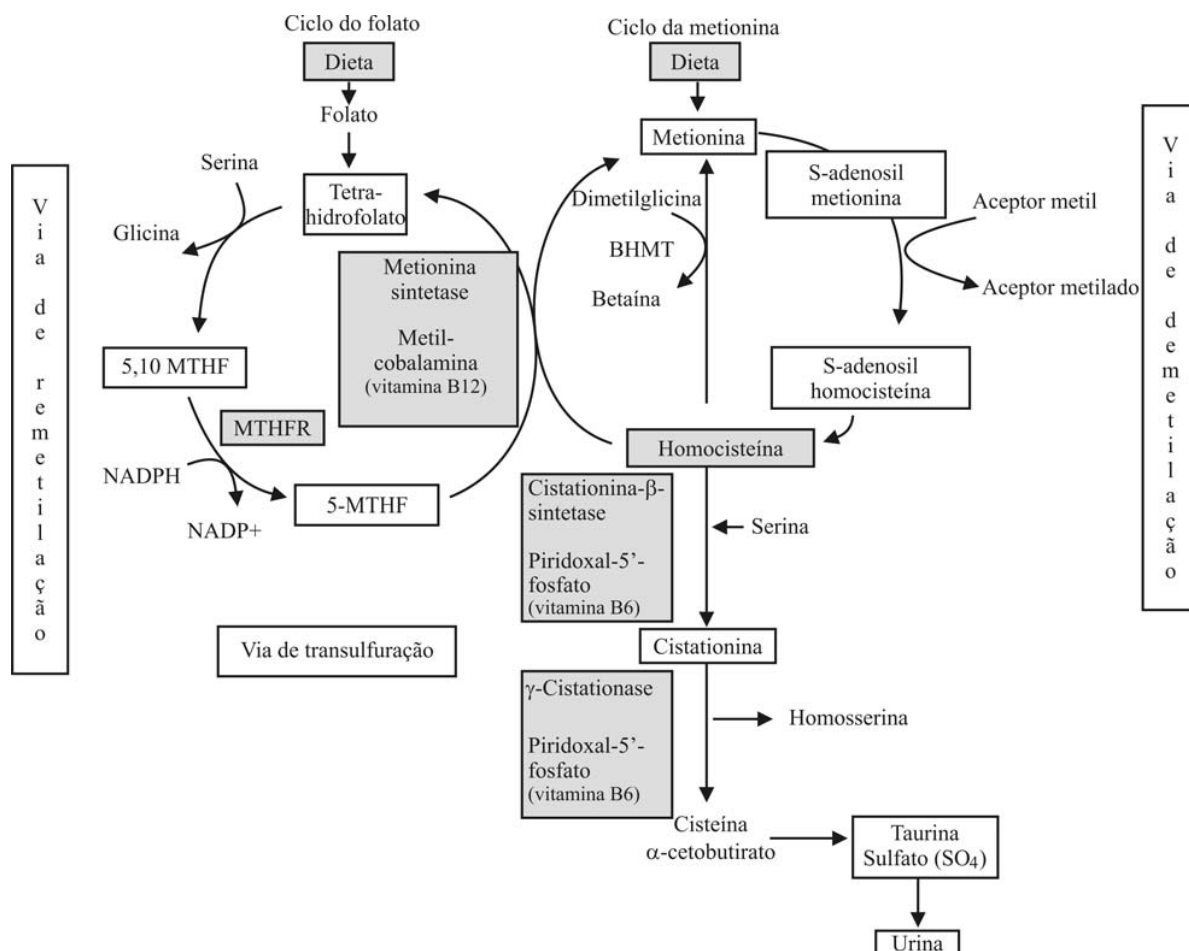 Ciclo do folato
Dieta
Folato
Serina
Tetra-
hidrofolato
Glicina
Metionina
sintetase
Metil-
cobalamina
(vitamina B12)
5,10 MTHF
MTHFR
NADPH
5-MTHF
NADP+
Via de remetilação
Via de transulfuração
Ciclo da metionina
Dieta
Metionina
S-adenosil
metionina
Dimetilglicina
Aceptor metil
BHMT
Betaína
Aceptor metilado
S-adenosil
homocisteína
Homocisteína
Cistationina-β-
sintetase
Serina
Piridoxal-5’-
fosfato
(vitamina B6)
Cistationina
γ-Cistationase
Homosserina
Piridoxal-5’-
fosfato
(vitamina B6)
Cisteína
α-cetobutirato
Taurina
Sulfato (SO₄)
Urina
Via de demetilação